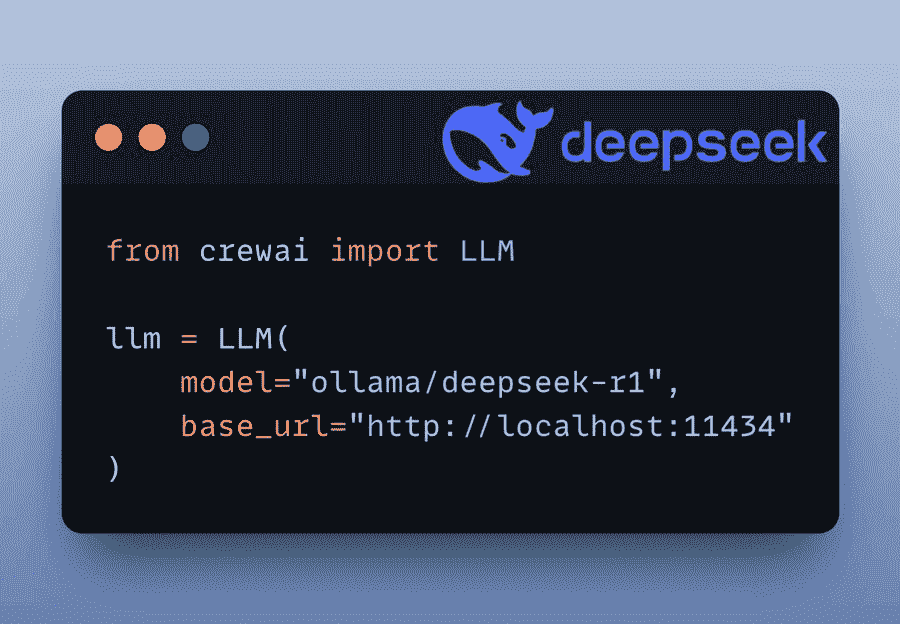 deepseek
from crewai import LLM
llm = LLM(
    model="ollama/deepseek-r1",
    base_url="http://localhost:11434"
)